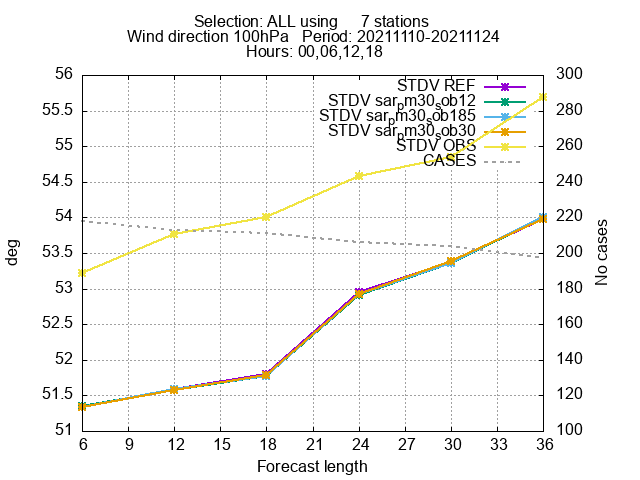 Selection: ALL using 7 stations
Wind direction 100hPa Period: 20211110-20211124
Hours: 00,06,12,18
56 300
STDV REF
55.5 280
STDV sarpm30sob12
STDV sarpm30sob185
STDV sarpm30sob30
55 260
STDV OBS
CASES
54.5 240
54 220
deg
No cases
53.5 200
53 180
52.5 160
52 140
51.5 120
51 100
6 9 12 15 18 21 24 27 30 33 36
Forecast length